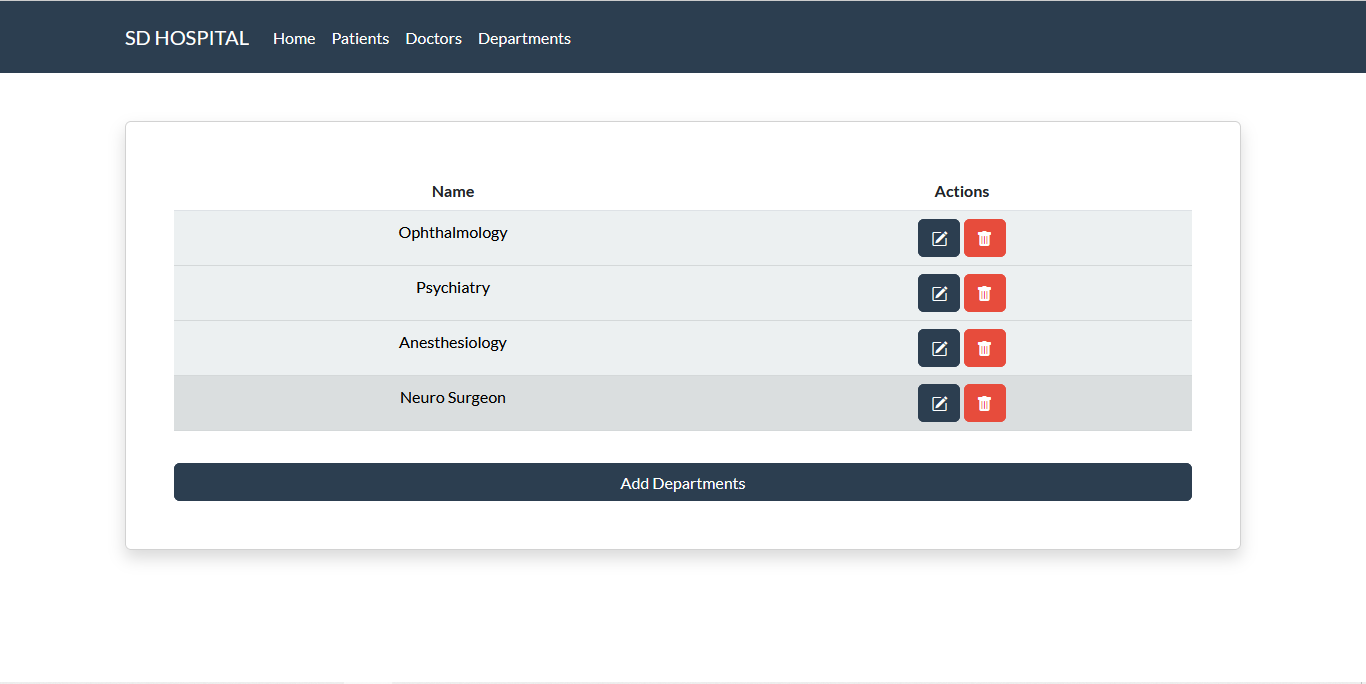 SD HOSPITAL Home Patients Doctors Departments
Name Actions
Ophthalmology
Psychiatry
Anesthesiology
Neuro Surgeon
Add Departments